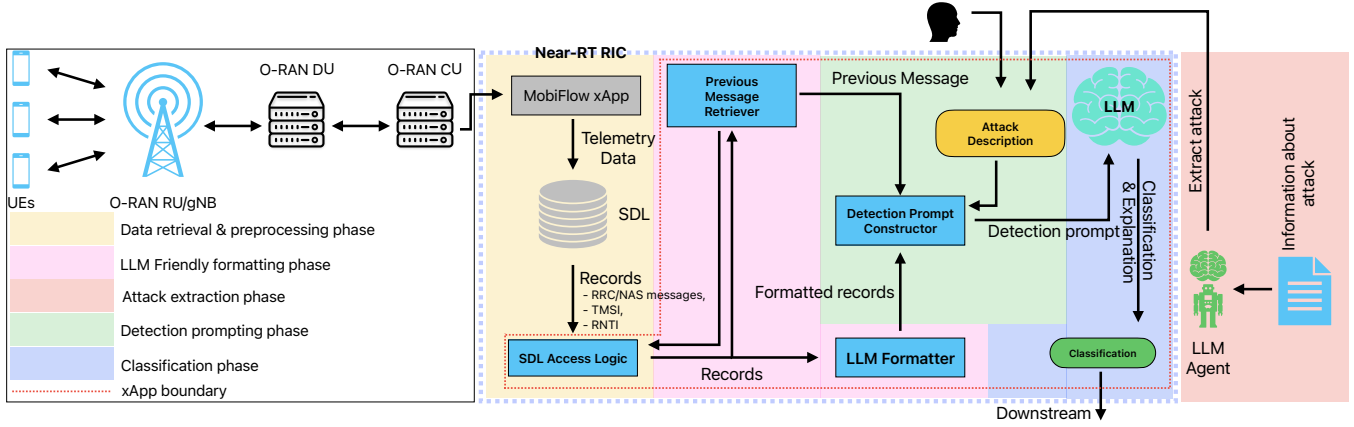 Near-RT RIC
O-RAN DU
O-RAN CU
UEs
O-RAN RU/gNB
Data retrieval & preprocessing phase
LLM Friendly formatting phase
Attack extraction phase
Detection prompting phase
Classification phase
xApp boundary
MobiFlow xApp
Telemetry
Data
SDL
Records
- RRC/NAS messages,
- TMSI,
- RNTI
SDL Access Logic
Previous
Message
Retriever
Previous Message
Records
Attack
Description
Detection Prompt
Constructor
Detection prompt
Formatted records
LLM Formatter
LLM
Classification
& Explanation
Classification
Downstream
Extract attack
LLM
Agent
Information about
attack